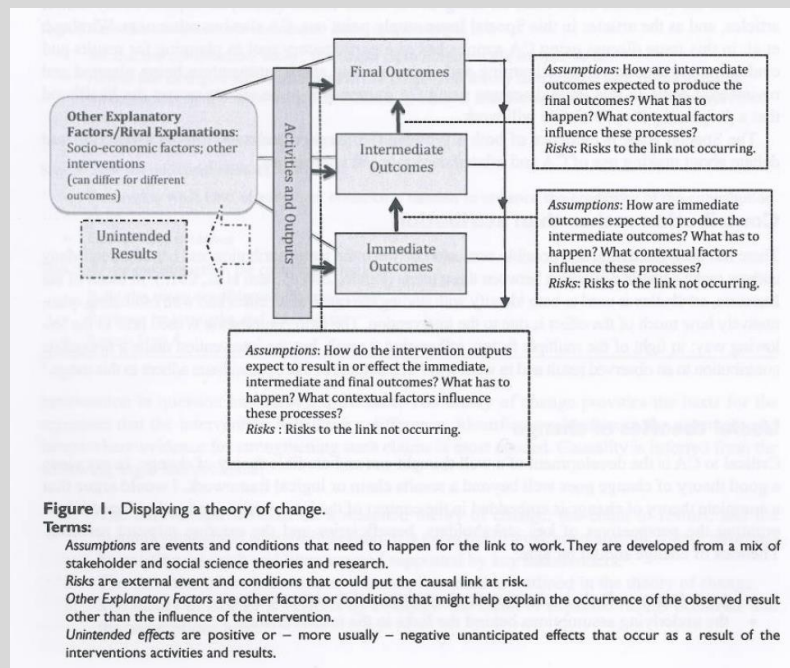 Other Explanatory
Factors/Rival Explanations:
Socio-economic factors; other
interventions
(can differ for different
outcomes)
Unintended
Results
Activities and Outputs
Final Outcomes
Intermediate
Outcomes
Immediate
Outcomes
Assumptions: How are intermediate
outcomes expected to produce the
final outcomes? What has to
happen? What contextual factors
influence these processes?
Risks: Risks to the link not occurring.
Assumptions: How are immediate
outcomes expected to produce the
intermediate outcomes? What has to
happen? What contextual factors
influence these processes?
Risks: Risks to the link not occurring.
Assumptions: How do the intervention outputs
expect to result in or effect the immediate,
intermediate and final outcomes? What has to
happen? What contextual factors influence
these processes?
Risks : Risks to the link not occurring.
Figure 1. Displaying a theory of change.
Terms:
Assumptions are events and conditions that need to happen for the link to work. They are developed from a mix of
stakeholder and social science theories and research.
Risks are external event and conditions that could put the causal link at risk.
Other Explanatory Factors are other factors or conditions that might help explain the occurrence of the observed result
other than the influence of the intervention.
Unintended effects are positive or – more usually – negative unanticipated effects that occur as a result of the
interventions activities and results.